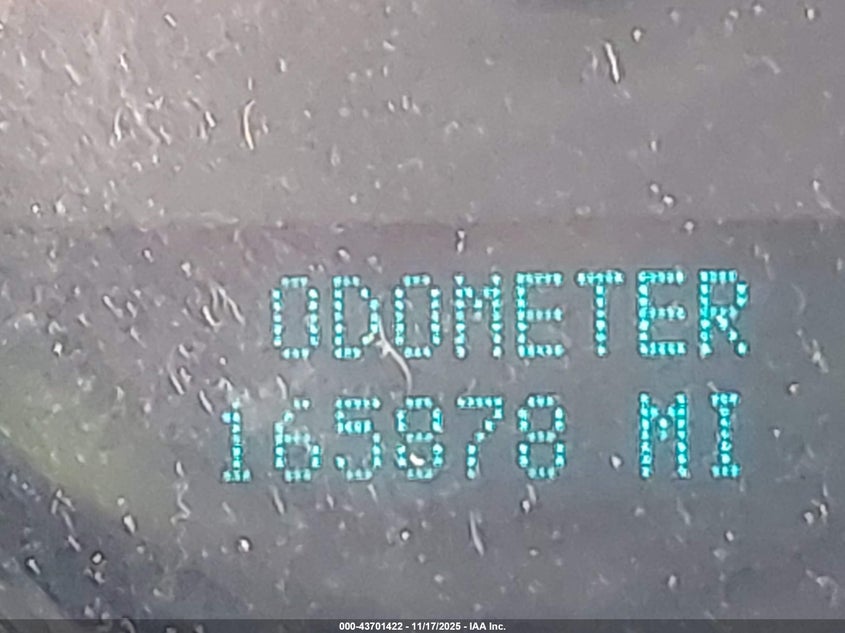 ODOMETER
165878 MI
000-43701422 - 11/17/2025 - IAA Inc.